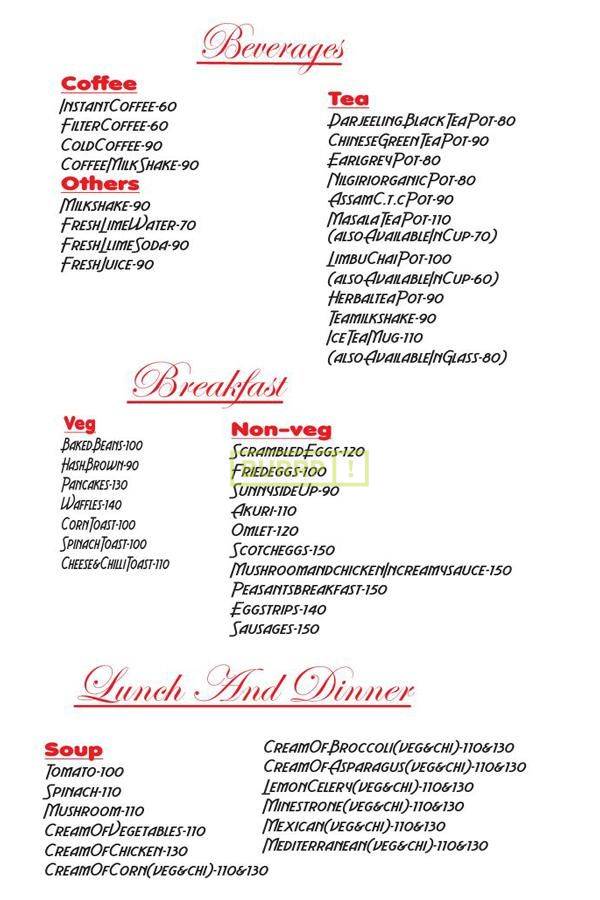 Beverages
Coffee
InstantCoffee-60
FilterCoffee-60
ColdCoffee-90
CoffeeMilkShake-90
Others
Milkshake-90
FreshLimeWater-70
FreshLlimeSoda-90
FreshJuice-90
Tea
Darjeeling.BlackTeaPot-80
ChineseGreenTeaPot-90
EarlgreyPot-80
NilgiriorganicPot-80
AssamC.t.cPot-90
MasalaTeaPot-110
(alsoAvailableInCup-70)
LimbuChaiPot-100
(alsoAvailableInCup-60)
HerbalteaPot-90
Teamilkshake-90
IceTeaMug-110
(alsoAvailableInGlass-80)
Breakfast
Veg
BakedBeans-100
HashBrown-90
Pancakes-130
Waffles-140
CornToast-100
SpinachToast-100
Cheese&ChilliToast-110
Non-veg
ScrambledEggs-120
Friedeggs-100
SunnysideUp-90
Akuri-110
Omlet-120
Scotcheggs-150
MushroomandchickenIncreamysauce-150
Peasantsbreakfast-150
Eggstrips-140
Sausages-150
Lunch And Dinner
Soup
Tomato-100
Spinach-110
Mushroom-110
CreamOfVegetables-110
CreamOfChicken-130
CreamOfCorn(veg&chi)-110&130
CreamOf.Broccoli(veg&chi)-110&130
CreamOfAsparagus(veg&chi)-110&130
LemonCelery(veg&chi)-110&130
Minestrone(veg&chi)-110&130
Mexican(veg&chi)-110&130
Mediterranean(veg&chi)-110&130